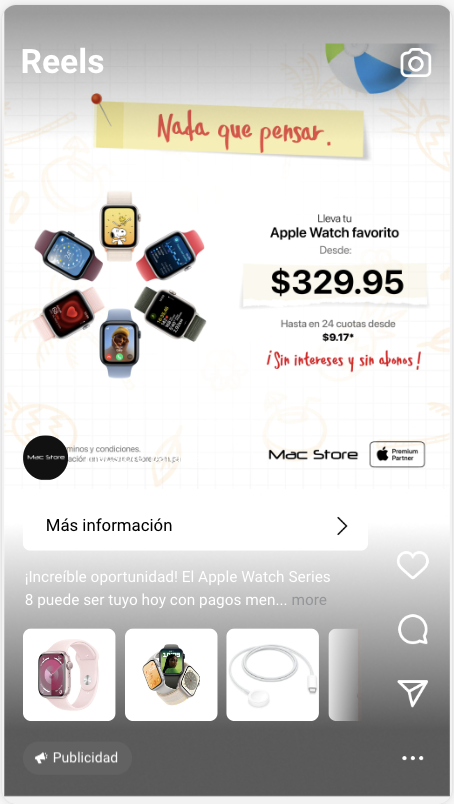 Reels
Nada que pensar.
Lleva tu
Apple Watch favorito
Desde:
$329.95
Hasta en 24 cuotas desde
$9.17*
¡Sin intereses y sin abonos!
minos y condiciones.
Mac Store
Mac Store
Premium
Partner
Más información
¡Increíble oportunidad! El Apple Watch Series
8 puede ser tuyo hoy con pagos men... more
Publicidad